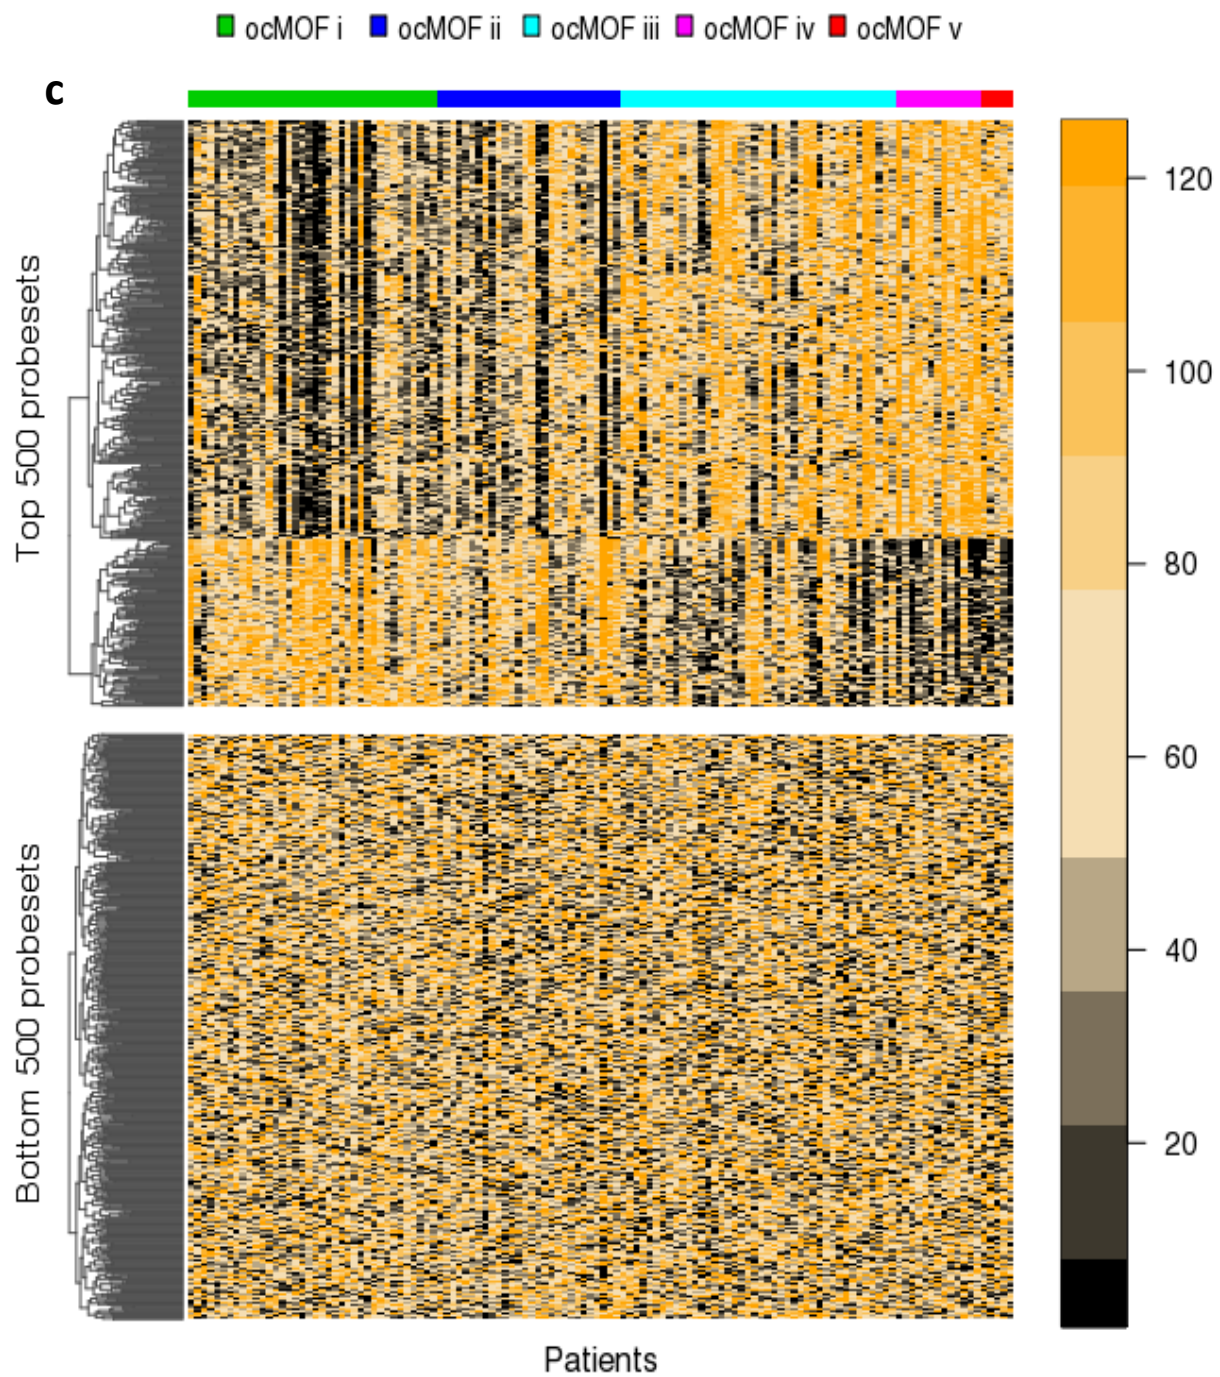 ocMOF i ocMOF ii ocMOF iii ocMOF iv ocMOF v
c
Top 500 probesets
Bottom 500 probesets
120
100
80
60
40
20
Patients